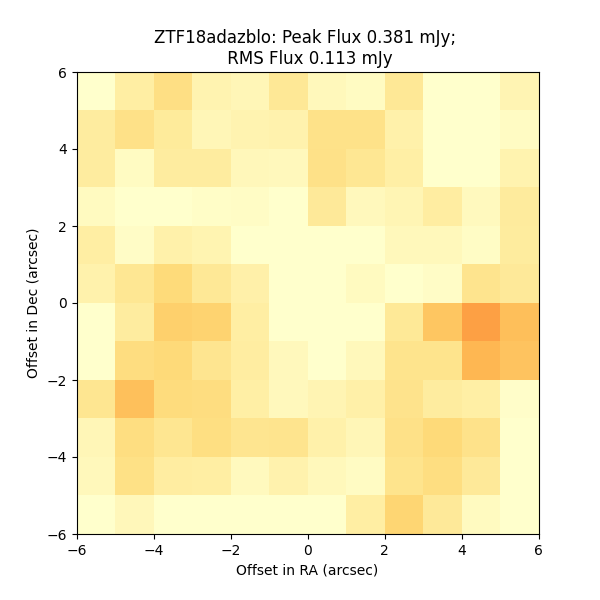 ZTF18adazblo: Peak Flux 0.381 mJy;
RMS Flux 0.113 mJy
6
4
2
0
−2
−4
−6
Offset in Dec (arcsec)
−6 −4 −2 0 2 4 6
Offset in RA (arcsec)